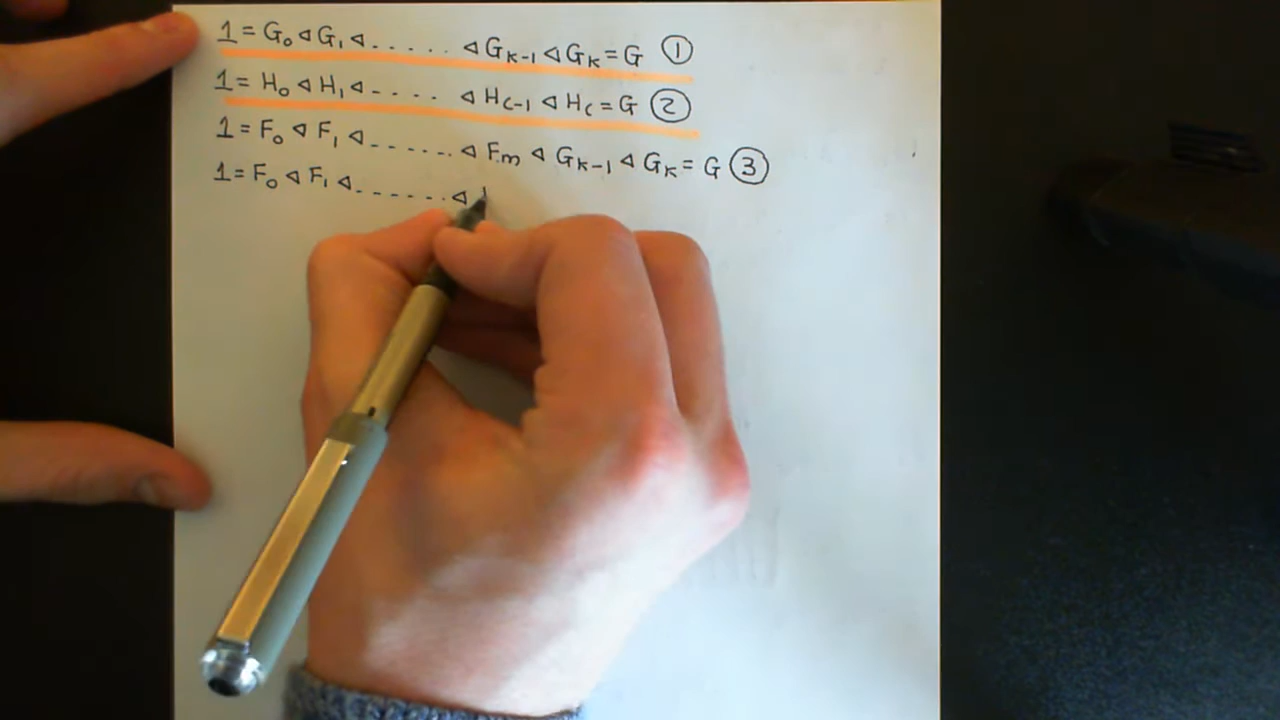 1 = G₀ ⊲ G₁ ⊲ . . . . . . ⊲ Gₖ₋₁ ⊲ Gₖ = G ①
1 = H₀ ⊲ H₁ ⊲ - . . . . ⊲ H꜀₋₁ ⊲ H꜀ = G ②
1 = F₀ ⊲ F₁ ⊲ - - - - - - . ⊲ Fₘ ⊲ Gₖ₋₁ ⊲ Gₖ = G ③
1 = F₀ ⊲ F₁ ⊲ - - - - - - . ⊲